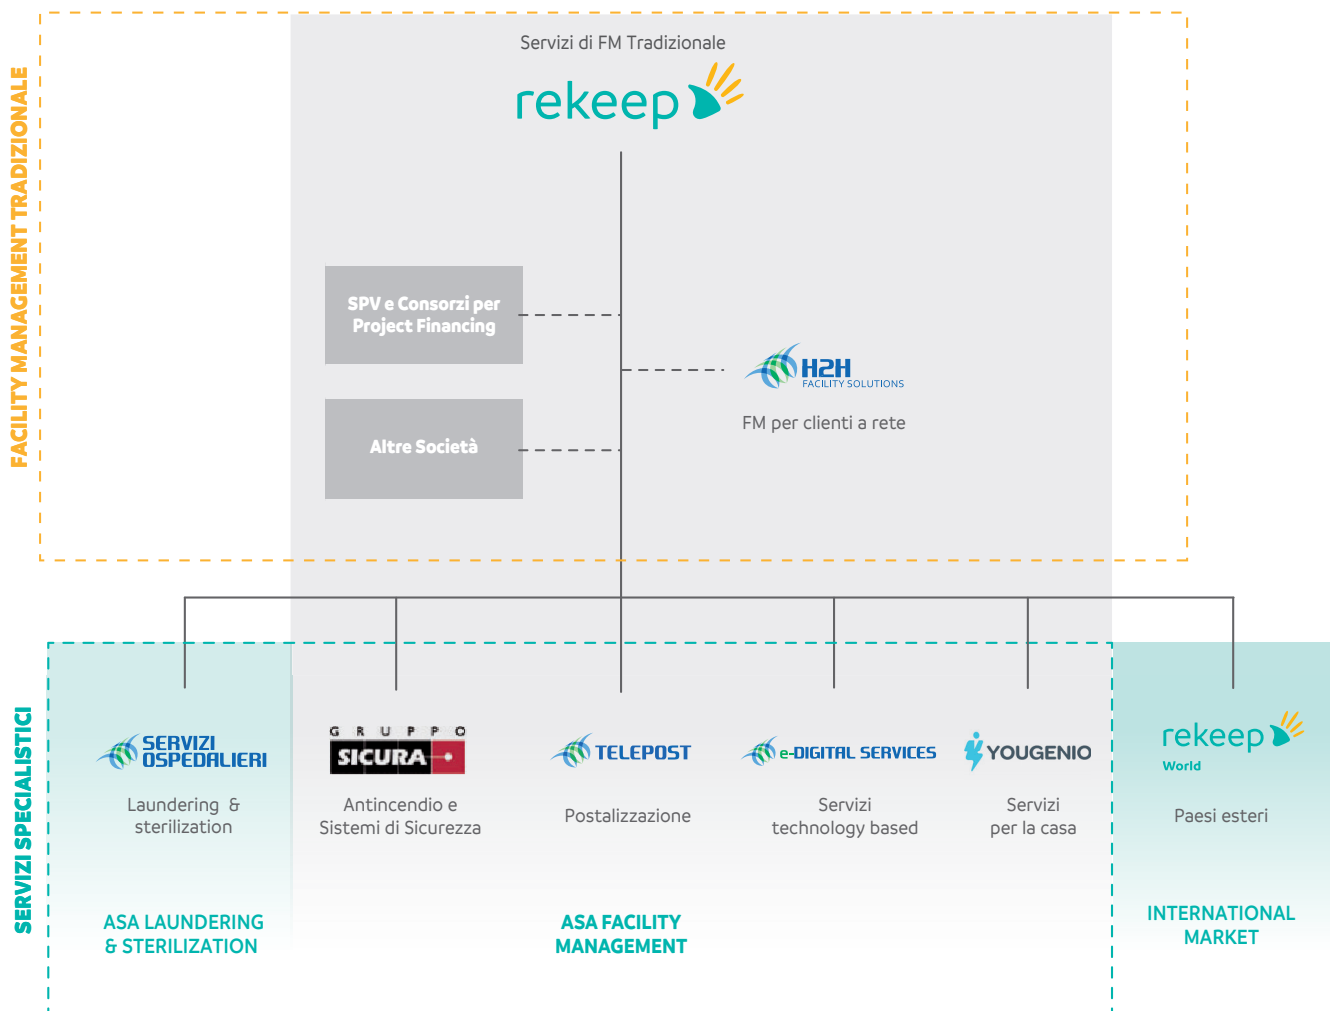 FACILITY MANAGEMENT TRADIZIONALE
Servizi di FM Tradizionale
rekeep
SPV e Consorzi per
Project Financing
H2H
FACILITY SOLUTIONS
FM per clienti a rete
Altre Società
SERVIZI SPECIALISTICI
SERVIZI
OSPEDALIERI
Laundering &
sterilization
GRUPPO
SICURA
Antincendio e
Sistemi di Sicurezza
TELEPOST
Postalizzazione
e-DIGITAL SERVICES
Servizi
technology based
YOUGENIO
Servizi
per la casa
rekeep
World
Paesi esteri
ASA LAUNDERING
& STERILIZATION
ASA FACILITY
MANAGEMENT
INTERNATIONAL
MARKET